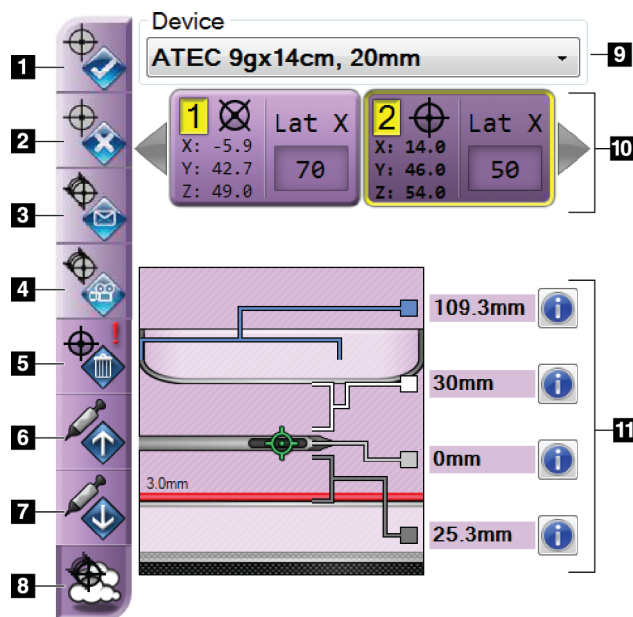 Device
1
ATEC 9gx14cm, 20mm
9
2
1 Lat X
X: -5.9
Y: 42.7
Z: 49.0
70
2 Lat X
X: 14.0
Y: 46.0
Z: 54.0
50
10
3
4
109.3mm
5
!
30mm
6
11
0mm
7
3.0mm
25.3mm
8